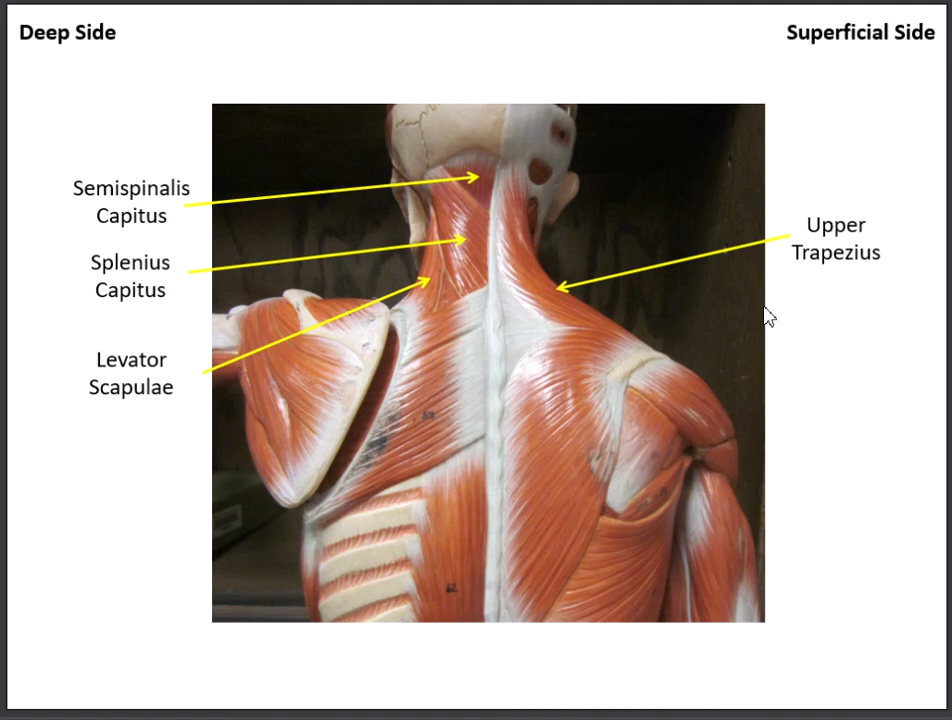 Deep Side
Superficial Side
Semispinalis
Capitus
Splenius
Capitus
Levator
Scapulae
Upper
Trapezius